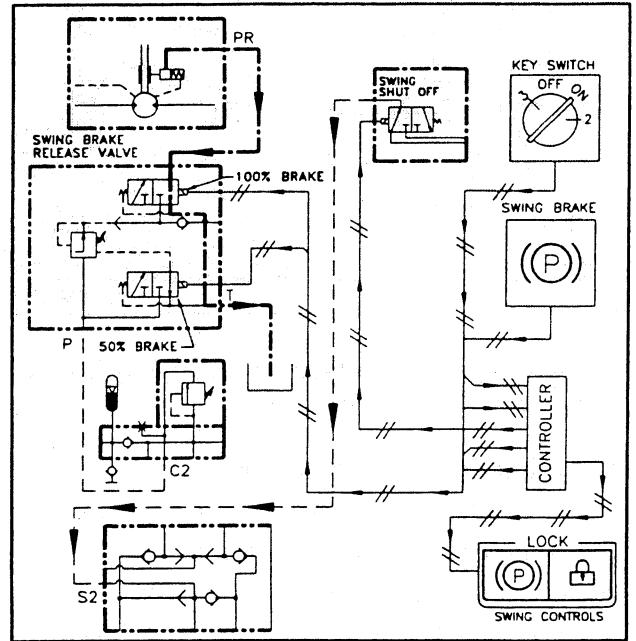 PR
SWING BRAKE
RELEASE VALVE
100% BRAKE
SWING
SHUT OFF
KEY SWITCH
OFF
ON
3
2
SWING BRAKE
(P)
T
P
50% BRAKE
C2
CONTROLLER
S2
LOCK
(P)
SWING CONTROLS